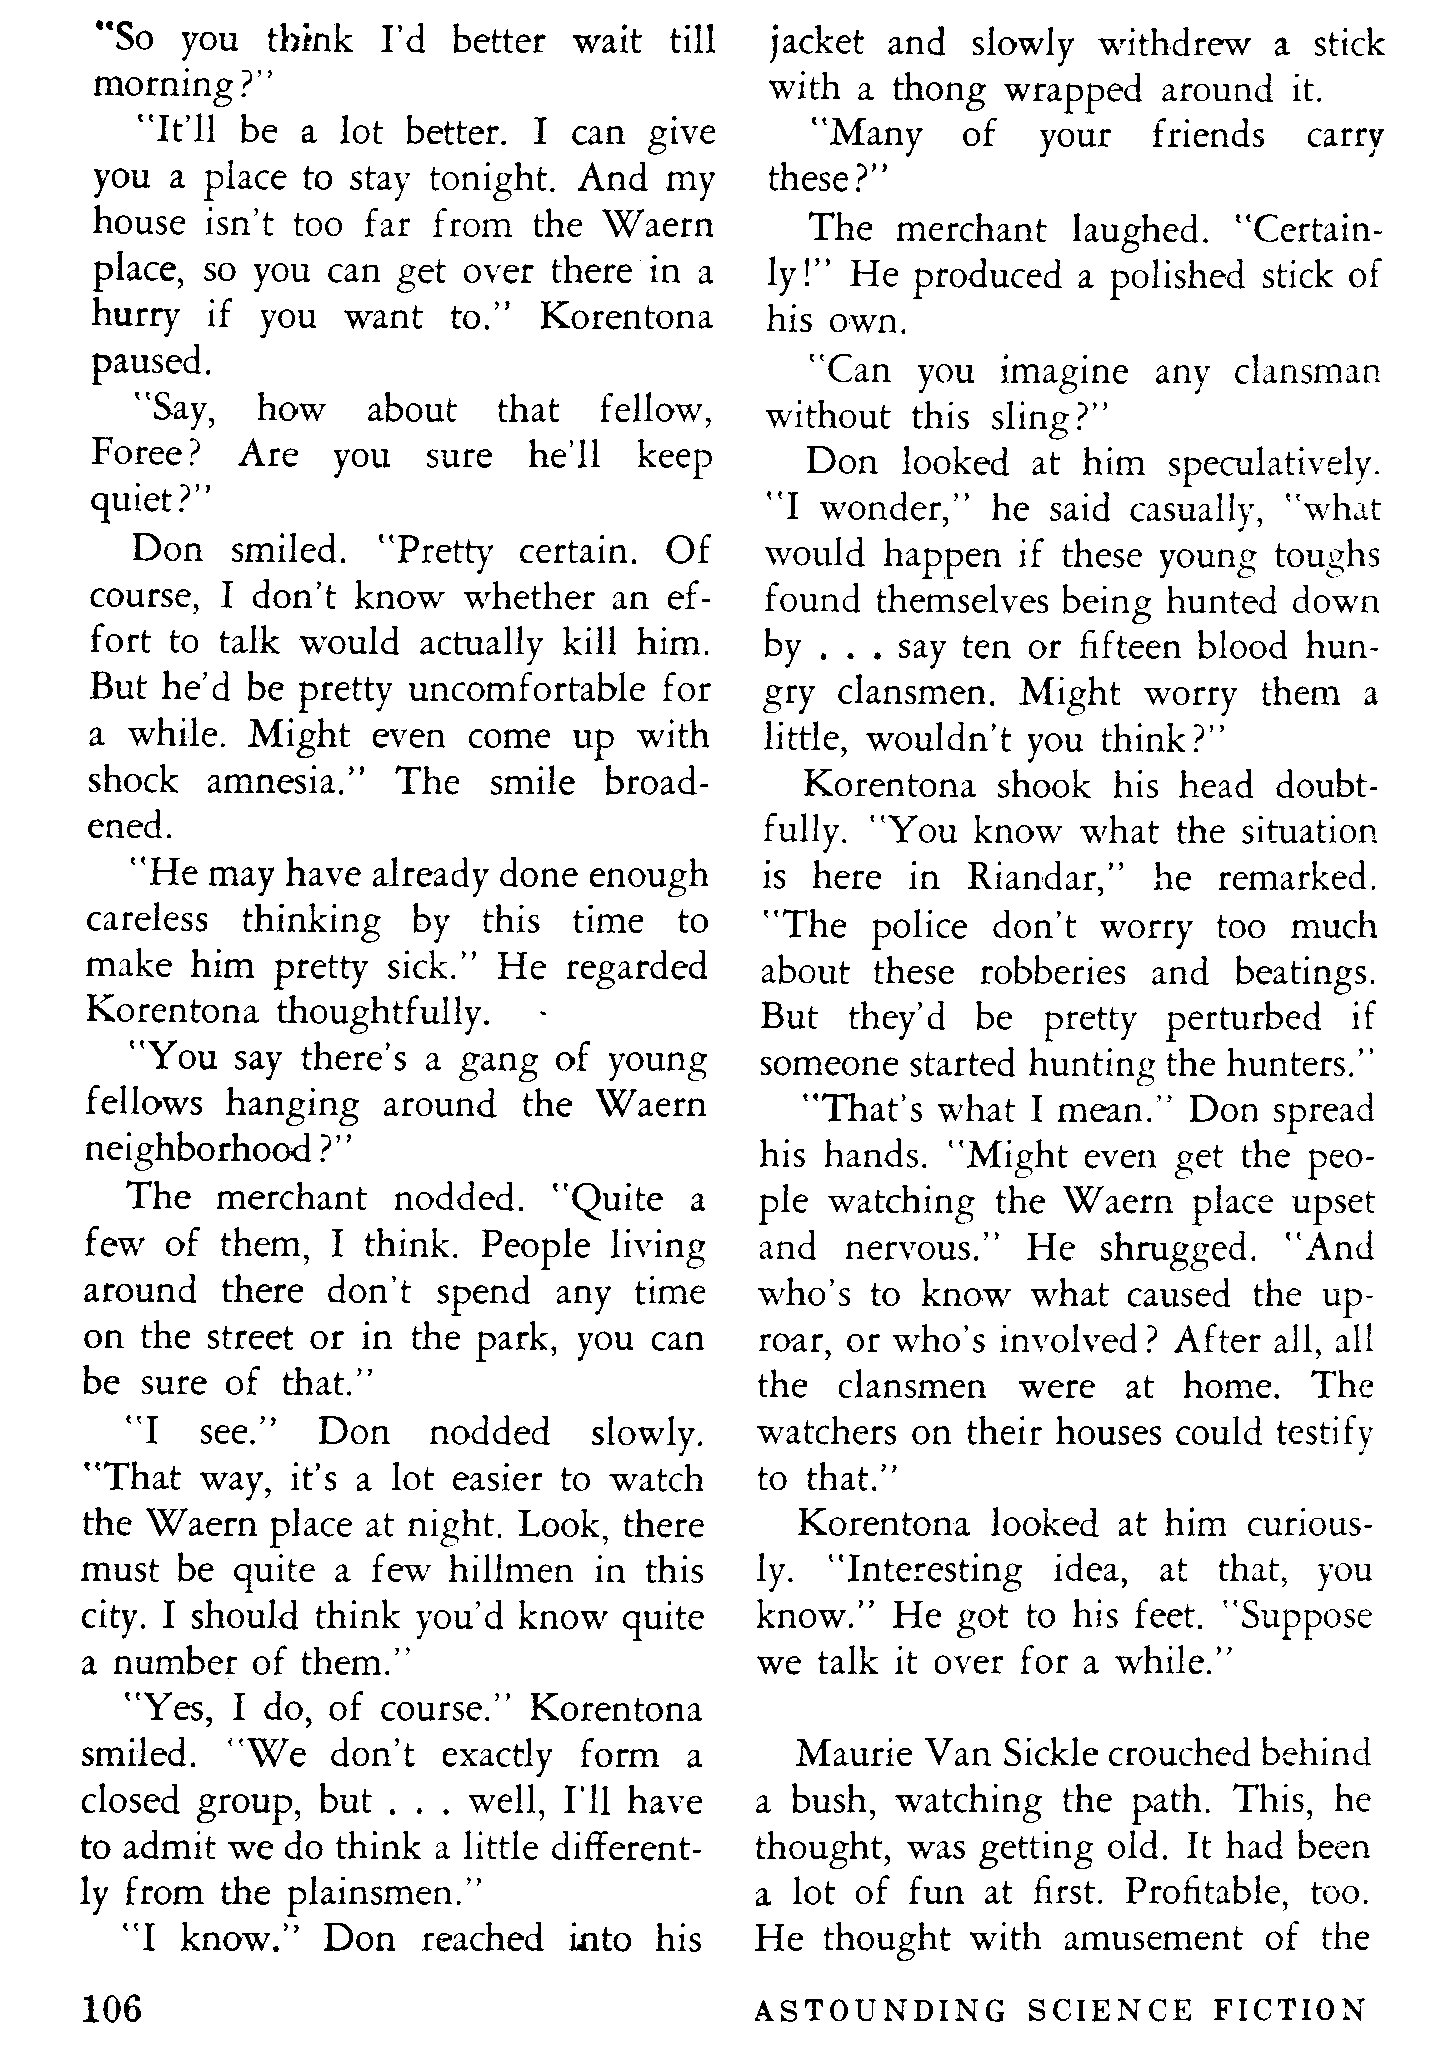 "So you think I'd better wait till
morning?"
"It'll be a lot better. I can give
you a place to stay tonight. And my
house isn't too far from the Waern
place, so you can get over there in a
hurry if you want to." Korentona
paused.
"Say, how about that fellow,
Foree? Are you sure he'll keep
quiet?"
Don smiled. "Pretty certain. Of
course, I don't know whether an ef-
fort to talk would actually kill him.
But he'd be pretty uncomfortable for
a while. Might even come up with
shock amnesia." The smile broad-
ened.
"He may have already done enough
careless thinking by this time to
make him pretty sick." He regarded
Korentona thoughtfully.
"You say there's a gang of young
fellows hanging around the Waern
neighborhood?"
The merchant nodded. "Quite a
few of them, I think. People living
around there don't spend any time
on the street or in the park, you can
be sure of that."
"I see." Don nodded slowly.
"That way, it's a lot easier to watch
the Waern place at night. Look, there
must be quite a few hillmen in this
city. I should think you'd know quite
a number of them."
"Yes, I do, of course." Korentona
smiled. "We don't exactly form a
closed group, but . . . well, I'll have
to admit we do think a little different-
ly from the plainsmen."
"I know." Don reached into his
jacket and slowly withdrew a stick
with a thong wrapped around it.
"Many of your friends carry
these?"
The merchant laughed. "Certain-
ly!" He produced a polished stick of
his own.
"Can you imagine any clansman
without this sling?"
Don looked at him speculatively.
"I wonder," he said casually, "what
would happen if these young toughs
found themselves being hunted down
by . . . say ten or fifteen blood hun-
gry clansmen. Might worry them a
little, wouldn't you think?"
Korentona shook his head doubt-
fully. "You know what the situation
is here in Riandar," he remarked.
"The police don't worry too much
about these robberies and beatings.
But they'd be pretty perturbed if
someone started hunting the hunters."
"That's what I mean." Don spread
his hands. "Might even get the peo-
ple watching the Waern place upset
and nervous." He shrugged. "And
who's to know what caused the up-
roar, or who's involved? After all, all
the clansmen were at home. The
watchers on their houses could testify
to that."
Korentona looked at him curious-
ly. "Interesting idea, at that, you
know." He got to his feet. "Suppose
we talk it over for a while."
Maurie Van Sickle crouched behind
a bush, watching the path. This, he
thought, was getting old. It had been
a lot of fun at first. Profitable, too.
He thought with amusement of the
106
ASTOUNDING SCIENCE FICTION